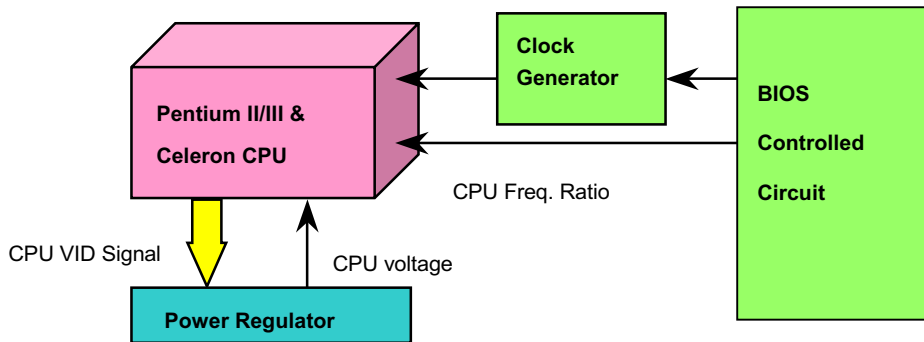 Clock
Generator
Pentium II/III &
Celeron CPU
BIOS
Controlled
Circuit
CPU Freq. Ratio
CPU VID Signal
CPU voltage
Power Regulator